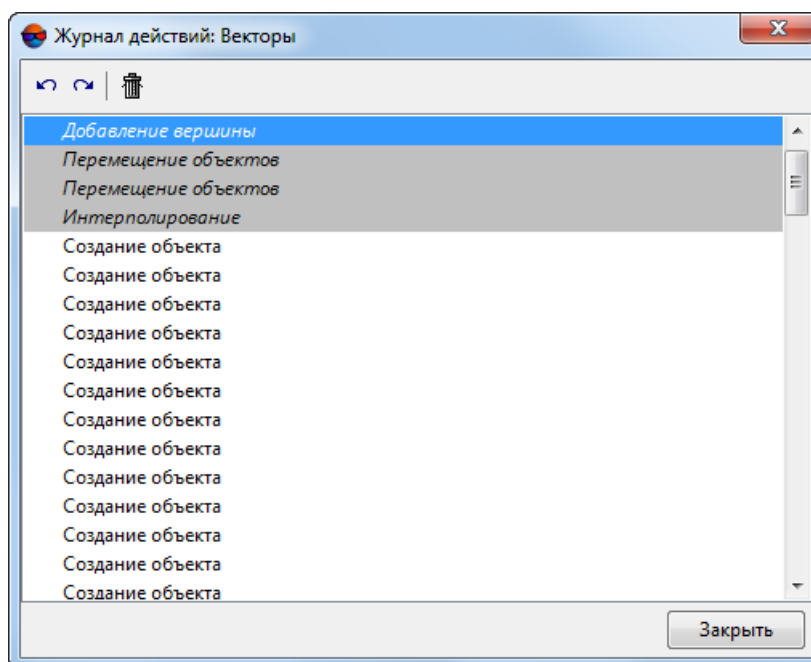 Журнал действий: Векторы
Добавление вершины
Перемещение объектов
Перемещение объектов
Интерполирование
Создание объекта
Создание объекта
Создание объекта
Создание объекта
Создание объекта
Создание объекта
Создание объекта
Создание объекта
Создание объекта
Создание объекта
Создание объекта
Создание объекта
Создание объекта
Закрыть